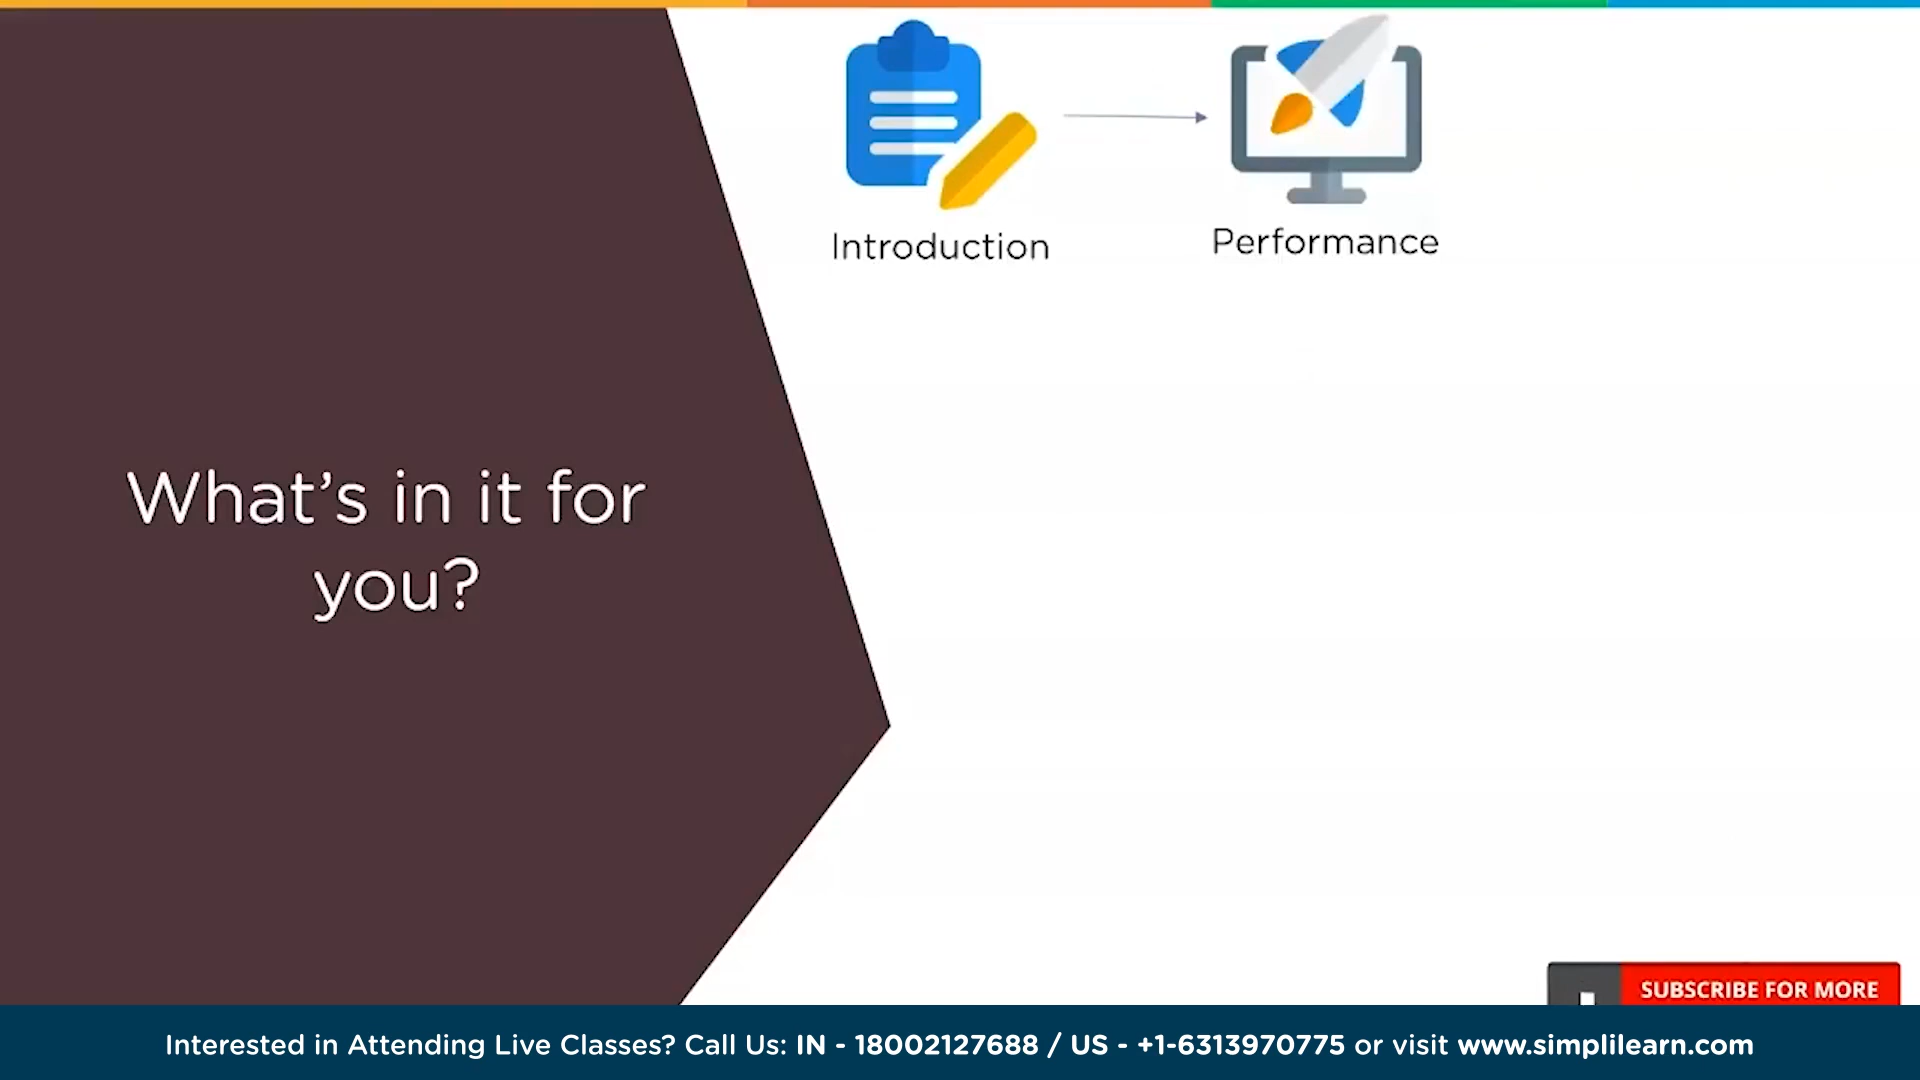 Introduction
Performance
What's in it for
you?
SUBSCRIBE FOR MORE
Interested in Attending Live Classes? Call Us: IN - 18002127688 / US - +1-6313970775 or visit www.simplilearn.com